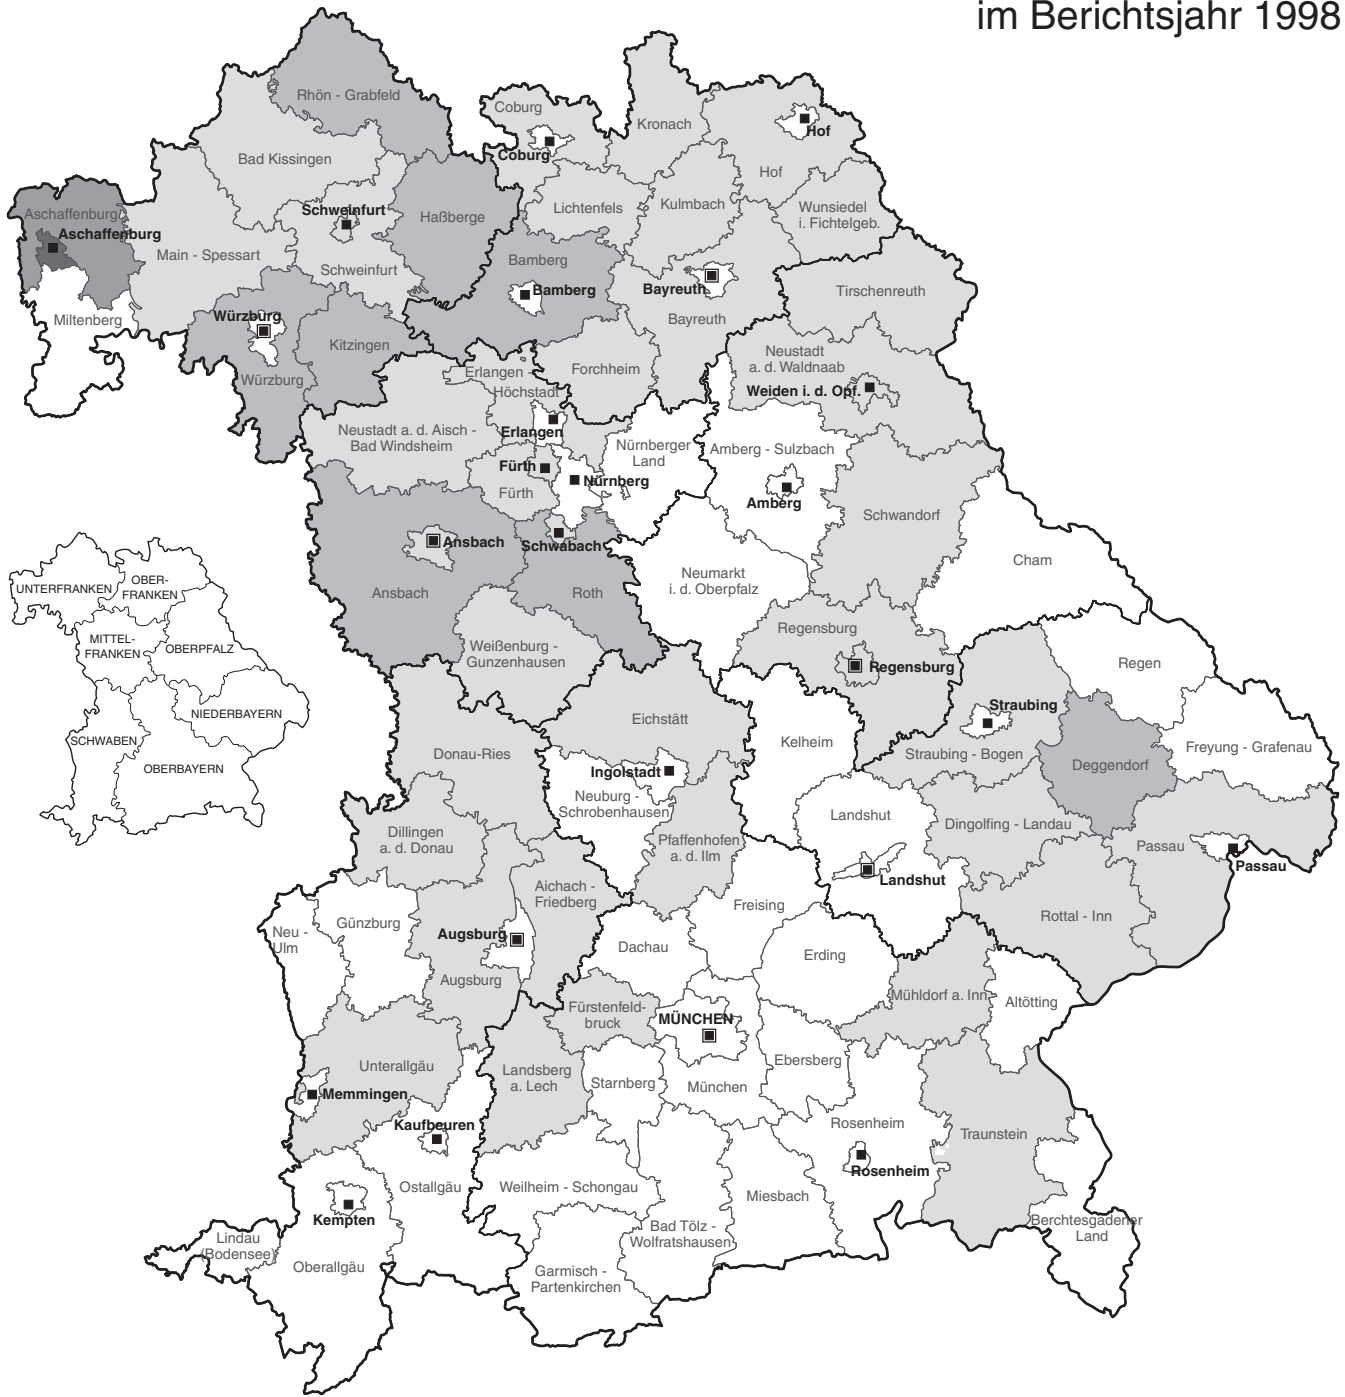 im Berichtsjahr 1998
Rhön - Grabfeld
Coburg
Kronach
Hof
Coburg
Bad Kissingen
Hof
Aschaffenburg
Schweinfurt
Haßberge
Lichtenfels
Kulmbach
Wunsiedel
i. Fichtelgeb.
Aschaffenburg
Main - Spessart
Schweinfurt
Bamberg
Bamberg
Bayreuth
Tirschenreuth
Miltenberg
Würzburg
Bayreuth
Kitzingen
Würzburg
Erlangen -
Höchstadt
Forchheim
Neustadt
a. d. Waldnaab
Weiden i. d. Opf.
Neustadt a. d. Aisch -
Bad Windsheim
Erlangen
Nürnberger
Land
Amberg - Sulzbach
Fürth
Nürnberg
Fürth
Amberg
Schwandorf
Ansbach
Schwabach
Cham
Ansbach
Roth
Neumarkt
i. d. Oberpfalz
UNTERFRANKEN
OBER-
FRANKEN
MITTEL-
FRANKEN
OBERPFALZ
NIEDERBAYERN
SCHWABEN
OBERBAYERN
Weißenburg -
Gunzenhausen
Regensburg
Regensburg
Regen
Straubing
Eichstätt
Kelheim
Straubing - Bogen
Deggendorf
Freyung - Grafenau
Donau-Ries
Ingolstadt
Neuburg -
Schrobenhausen
Landshut
Dingolfing - Landau
Dillingen
a. d. Donau
Pfaffenhofen
a. d. Ilm
Passau
Passau
Landshut
Aichach -
Friedberg
Freising
Rottal - Inn
Neu -
Ulm
Günzburg
Augsburg
Dachau
Erding
Augsburg
Mühldorf a. Inn
Altötting
Fürstenfeld-
bruck
MÜNCHEN
Unterallgäu
Landsberg
a. Lech
Starnberg
München
Ebersberg
Memmingen
Kaufbeuren
Rosenheim
Traunstein
Rosenheim
Ostallgäu
Weilheim - Schongau
Miesbach
Kempten
Bad Tölz -
Wolfratshausen
Berchtesgadener
Land
Lindau
(Bodensee)
Oberallgäu
Garmisch -
Partenkirchen